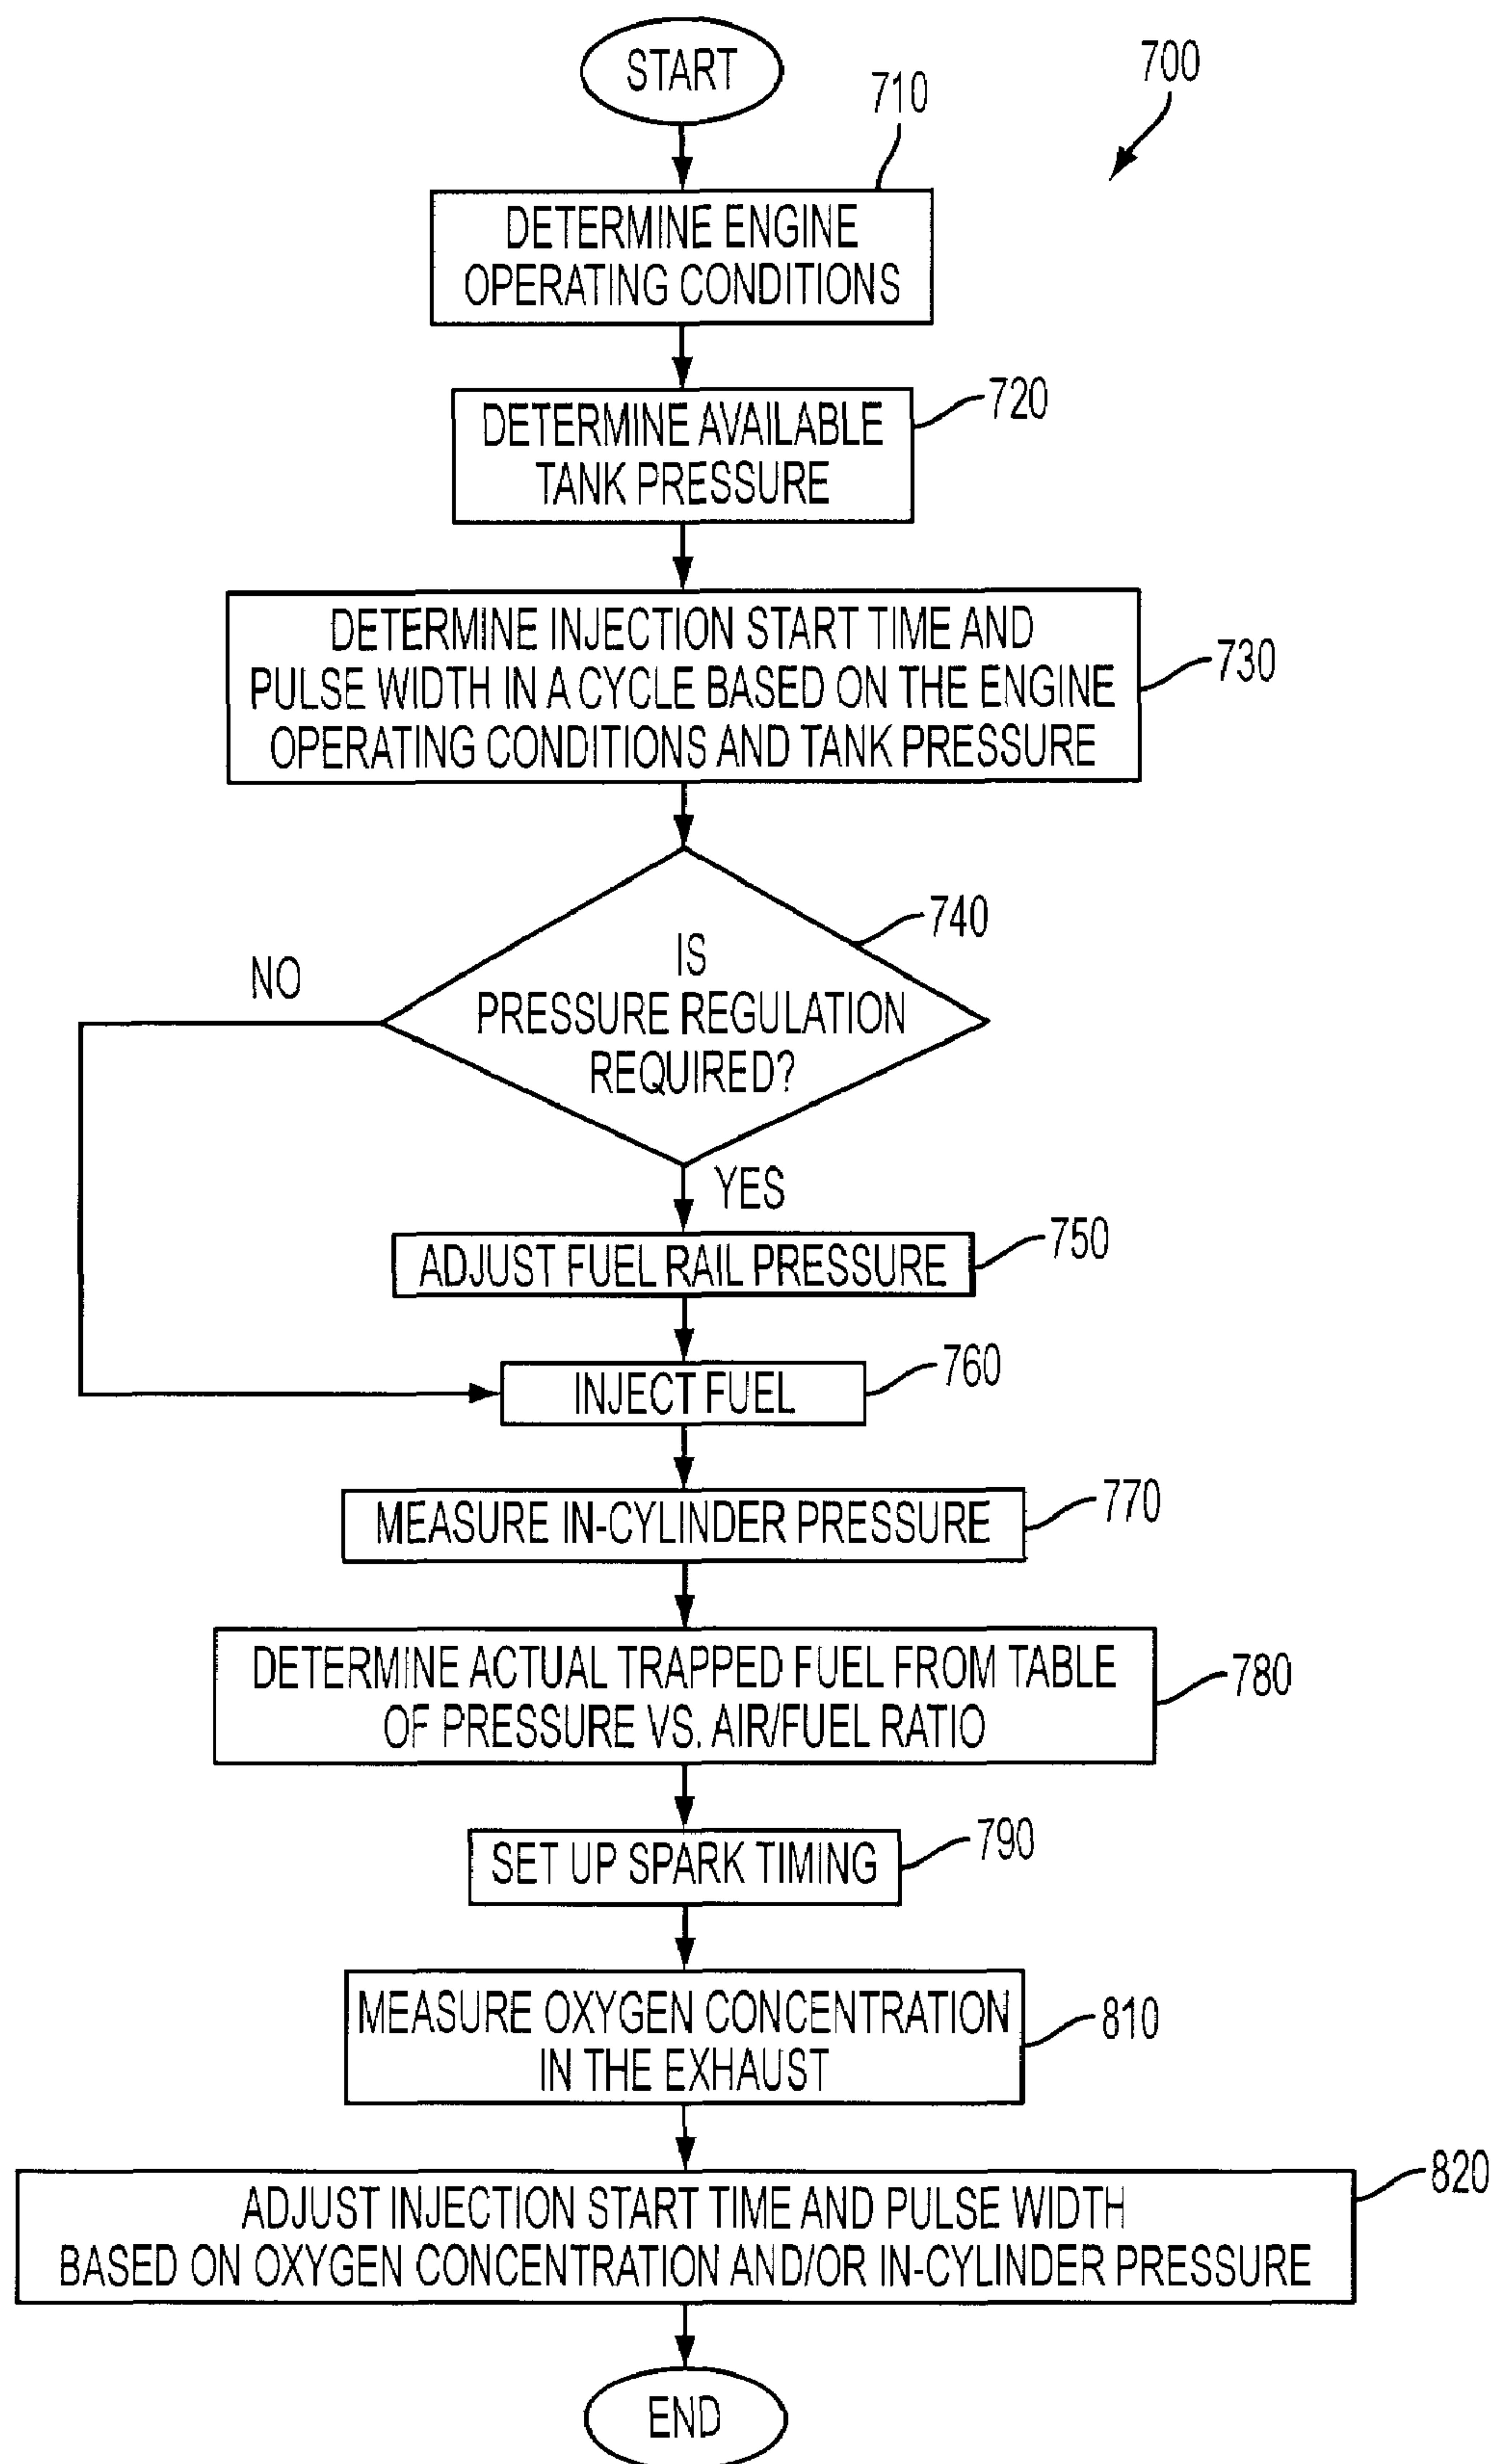 START
700
710
DETERMINE ENGINE
OPERATING CONDITIONS
720
DETERMINE AVAILABLE
TANK PRESSURE
DETERMINE INJECTION START TIME AND
PULSE WIDTH IN A CYCLE BASED ON THE ENGINE
OPERATING CONDITIONS AND TANK PRESSURE
730
740
NO
IS
PRESSURE REGULATION
REQUIRED?
YES
750
ADJUST FUEL RAIL PRESSURE
760
INJECT FUEL
770
MEASURE IN-CYLINDER PRESSURE
DETERMINE ACTUAL TRAPPED FUEL FROM TABLE
OF PRESSURE VS. AIR/FUEL RATIO
780
790
SET UP SPARK TIMING
MEASURE OXYGEN CONCENTRATION
IN THE EXHAUST
810
820
ADJUST INJECTION START TIME AND PULSE WIDTH
BASED ON OXYGEN CONCENTRATION AND/OR IN-CYLINDER PRESSURE
END